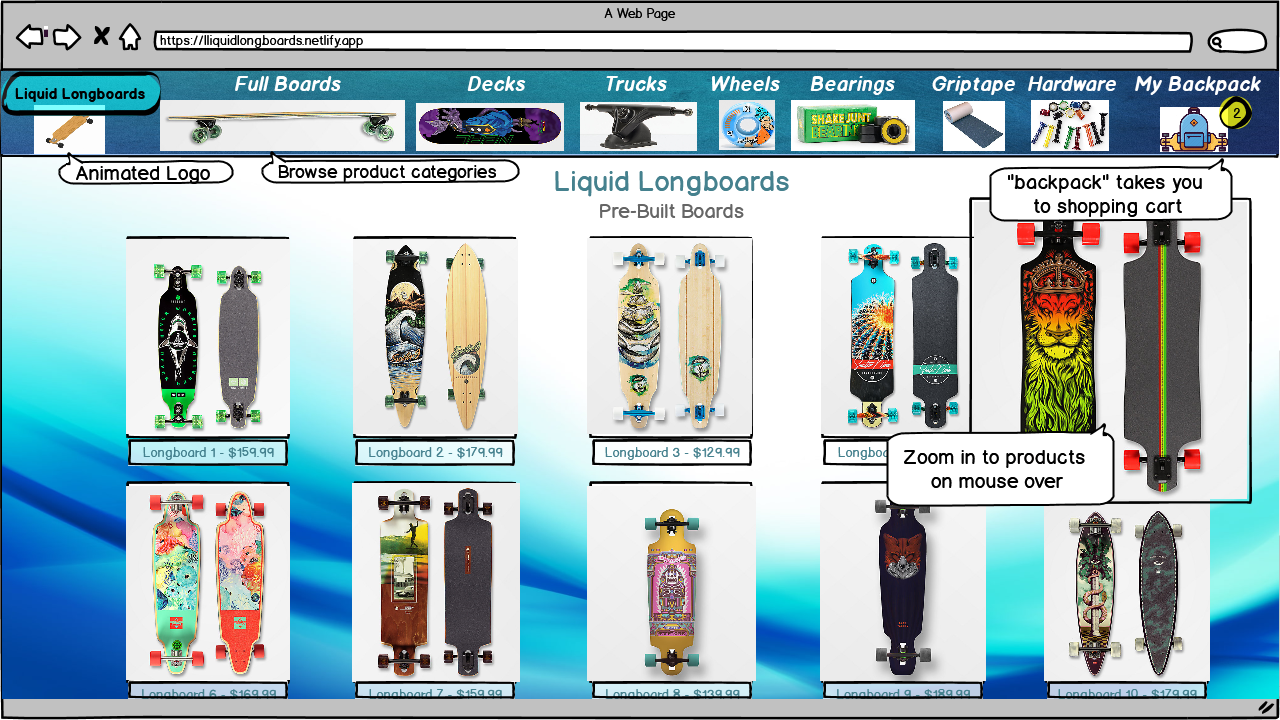 A Web Page
https://lliquidlongboards.netlify.app
Liquid Longboards
Full Boards
Decks
Trucks
Wheels
Bearings
Griptape
Hardware
My Backpack
SHAKE JUNT
2
Animated Logo
Browse product categories
"backpack" takes you
to shopping cart
Liquid Longboards
Pre-Built Boards
Longboard 1 - $159.99
Longboard 2 - $179.99
Longboard 3 - $129.99
Zoom in to products
on mouse over
Longboard 6 - $169.99
Longboard 7 - $159.99
Longboard 8 - $139.99
Longboard 9 - $189.99
Longboard 10 - $179.99